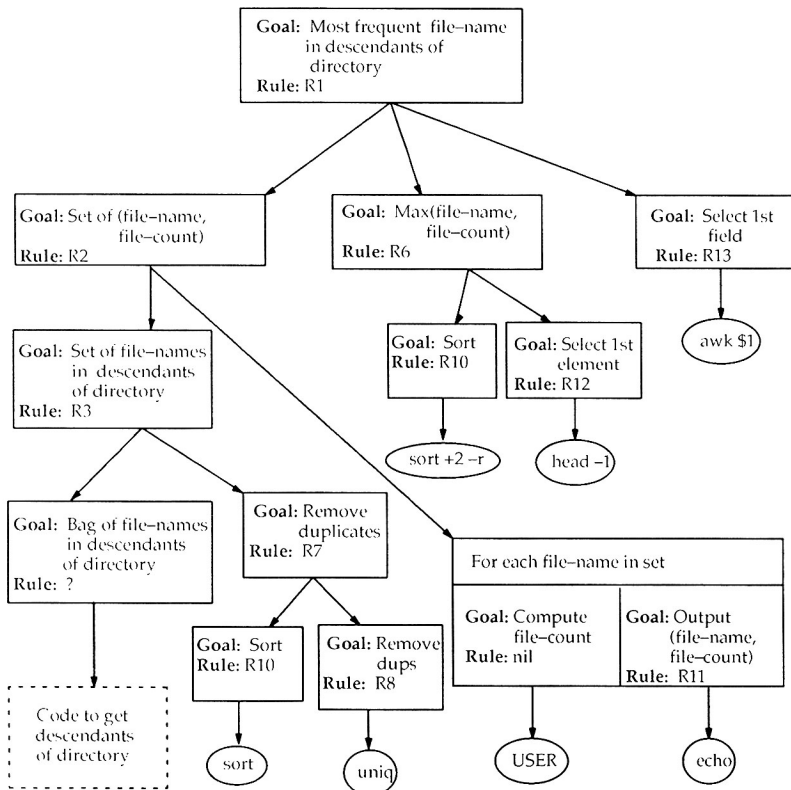 Goal: Most frequent file–name
in descendants of
directory
Rule: R1
Goal: Set of (file–name,
file–count)
Rule: R2
Goal: Max(file–name,
file–count)
Rule: R6
Goal: Select 1st
field
Rule: R13
Goal: Set of file–names
in descendants
of directory
Rule: R3
Goal: Sort
Rule: R10
Goal: Select 1st
element
Rule: R12
awk $1
sort +2 –r
head –1
Goal: Bag of file–names
in descendants
of directory
Rule: ?
Goal: Remove
duplicates
Rule: R7
For each file–name in set
Goal: Compute
file–count
Rule: nil
Goal: Output
(file–name,
file–count)
Rule: R11
Goal: Sort
Rule: R10
Goal: Remove
dups
Rule: R8
Code to get
descendants
of directory
sort
uniq
USER
echo